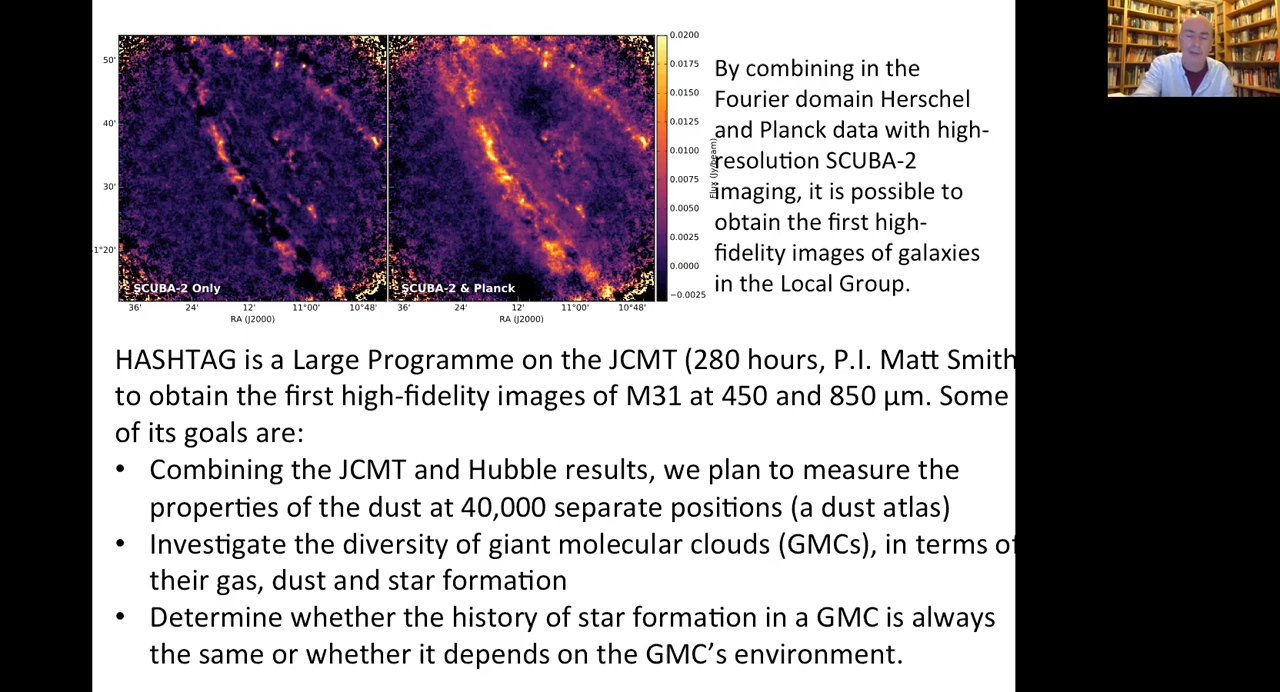 0.0200
50'
0.0175
0.0150
40'
0.0125
0.0100
30'
0.0075
0.0050
1°20'
0.0025
0.0000
SCUBA-2 Only
SCUBA-2 & Planck
−0.0025
36'
24'
12'
11°00'
10°48'
36'
24'
12'
11°00'
10°48'
RA (J2000)
RA (J2000)
Flux (Jy/beam)
By combining in the
Fourier domain Herschel
and Planck data with high-
resolution SCUBA-2
imaging, it is possible to
obtain the first high-
fidelity images of galaxies
in the Local Group.
HASHTAG is a Large Programme on the JCMT (280 hours, P.I. Matt Smith
to obtain the first high-fidelity images of M31 at 450 and 850 μm. Some
of its goals are:
• Combining the JCMT and Hubble results, we plan to measure the
properties of the dust at 40,000 separate positions (a dust atlas)
• Investigate the diversity of giant molecular clouds (GMCs), in terms of
their gas, dust and star formation
• Determine whether the history of star formation in a GMC is always
the same or whether it depends on the GMC’s environment.